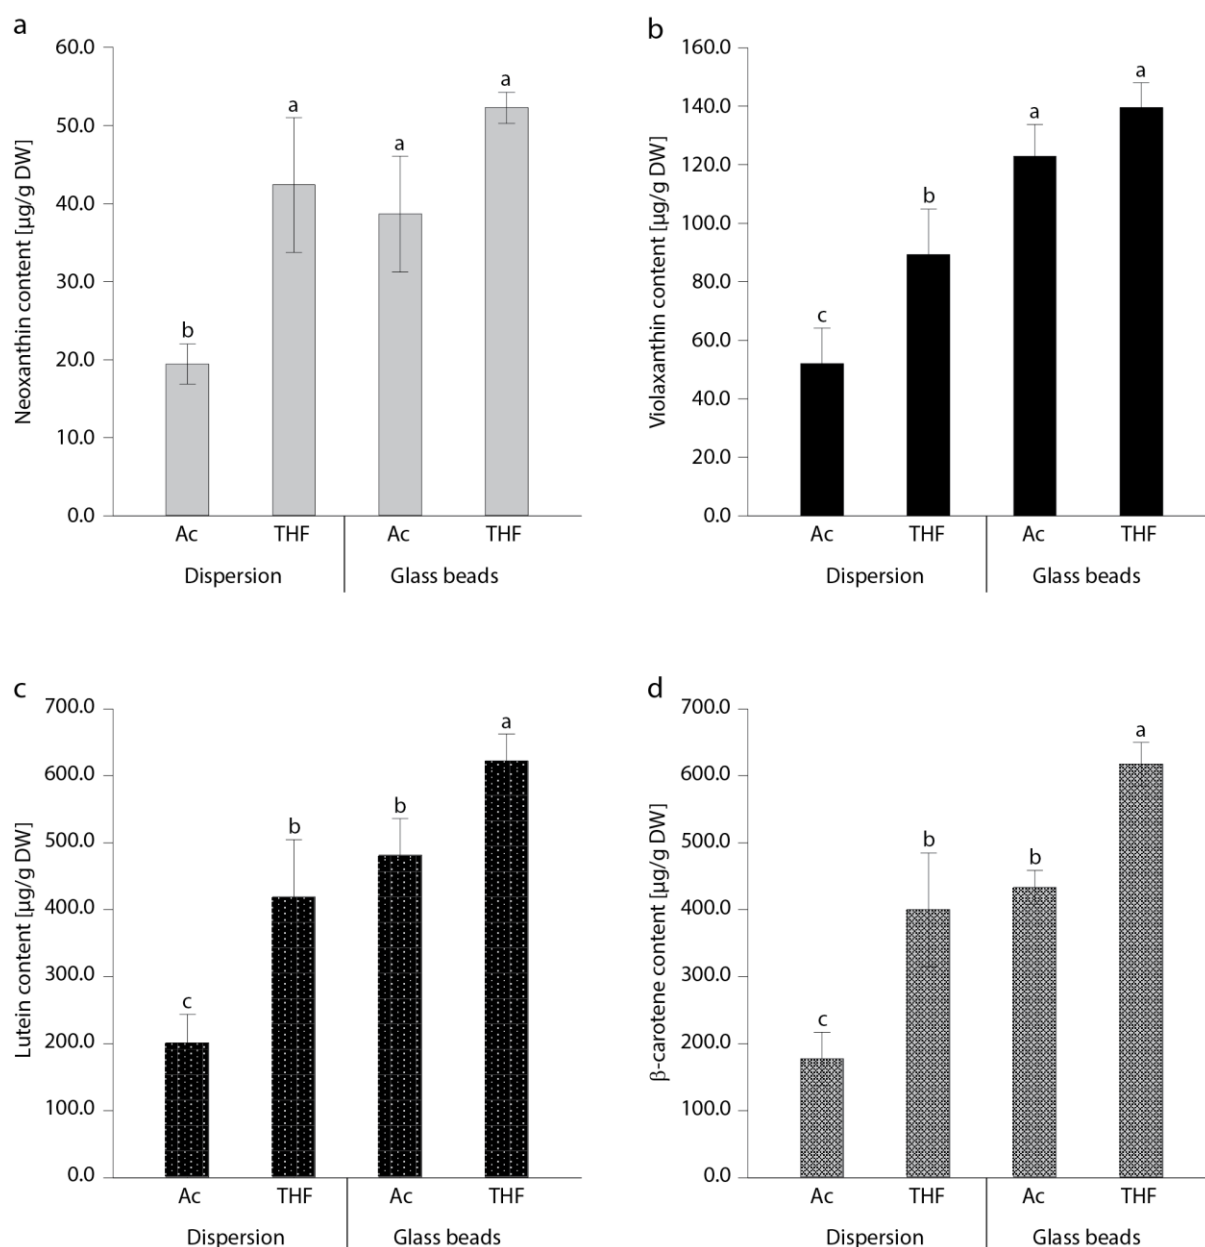 a
60.0
50.0
40.0
30.0
20.0
10.0
0.0
Neoxanthin content [µg/g DW]
b
a
a
a
Ac THF Ac THF
Dispersion Glass beads
b
160.0
140.0
120.0
100.0
80.0
60.0
40.0
20.0
0.0
Violaxanthin content [µg/g DW]
c
b
a
a
Ac THF Ac THF
Dispersion Glass beads
c
700.0
600.0
500.0
400.0
300.0
200.0
100.0
0.0
Lutein content [µg/g DW]
c
b
b
a
Ac THF Ac THF
Dispersion Glass beads
d
700.0
600.0
500.0
400.0
300.0
200.0
100.0
0.0
β-carotene content [µg/g DW]
c
b
b
a
Ac THF Ac THF
Dispersion Glass beads